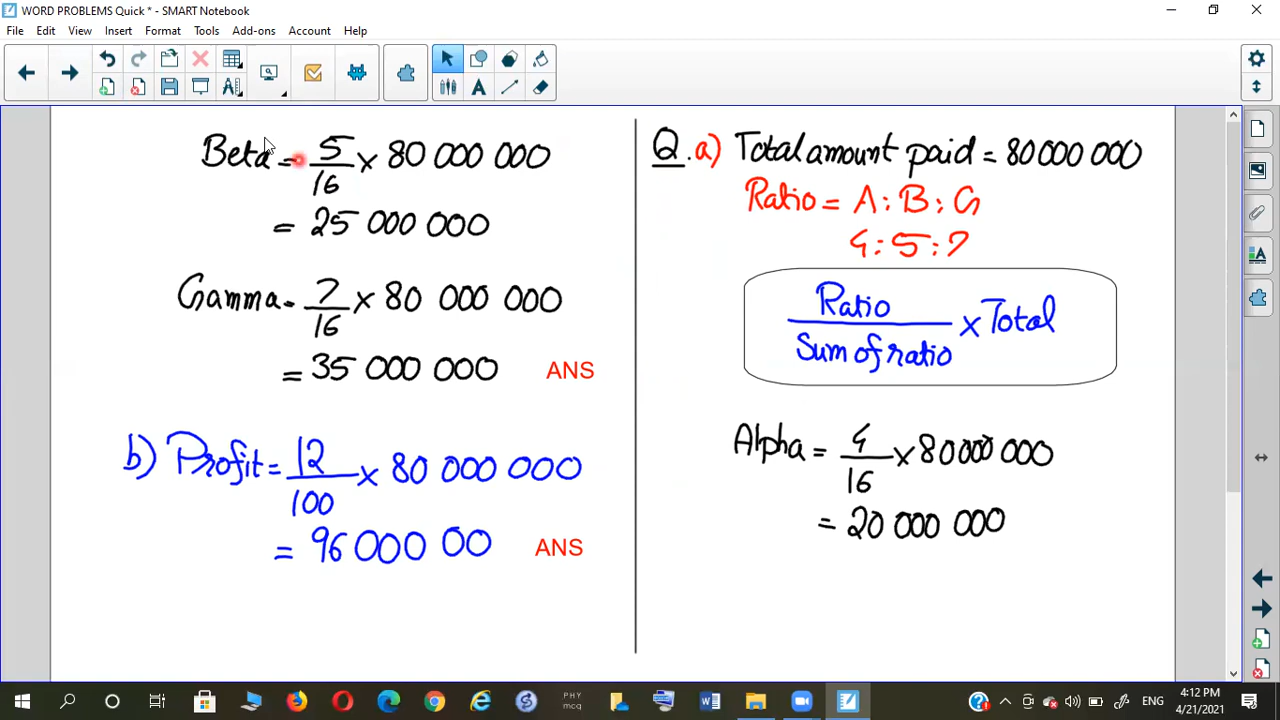 WORD PROBLEMS Quick * - SMART Notebook
File Edit View Insert Format Tools Add-ons Account Help
Beta = 5/16 × 80 000 000
= 25 000 000
Gamma = 7/16 × 80 000 000
= 35 000 000 ANS
b) Profit = 12/100 × 80 000 000
= 96 000 00 ANS
Q. a) Total amount paid = 80 000 000
Ratio = A : B : G
4 : 5 : 7
Ratio/Sum of ratio × Total
Alpha = 4/16 × 80 000 000
= 20 000 000
PHY
mcq
ENG
4:12 PM
4/21/2021